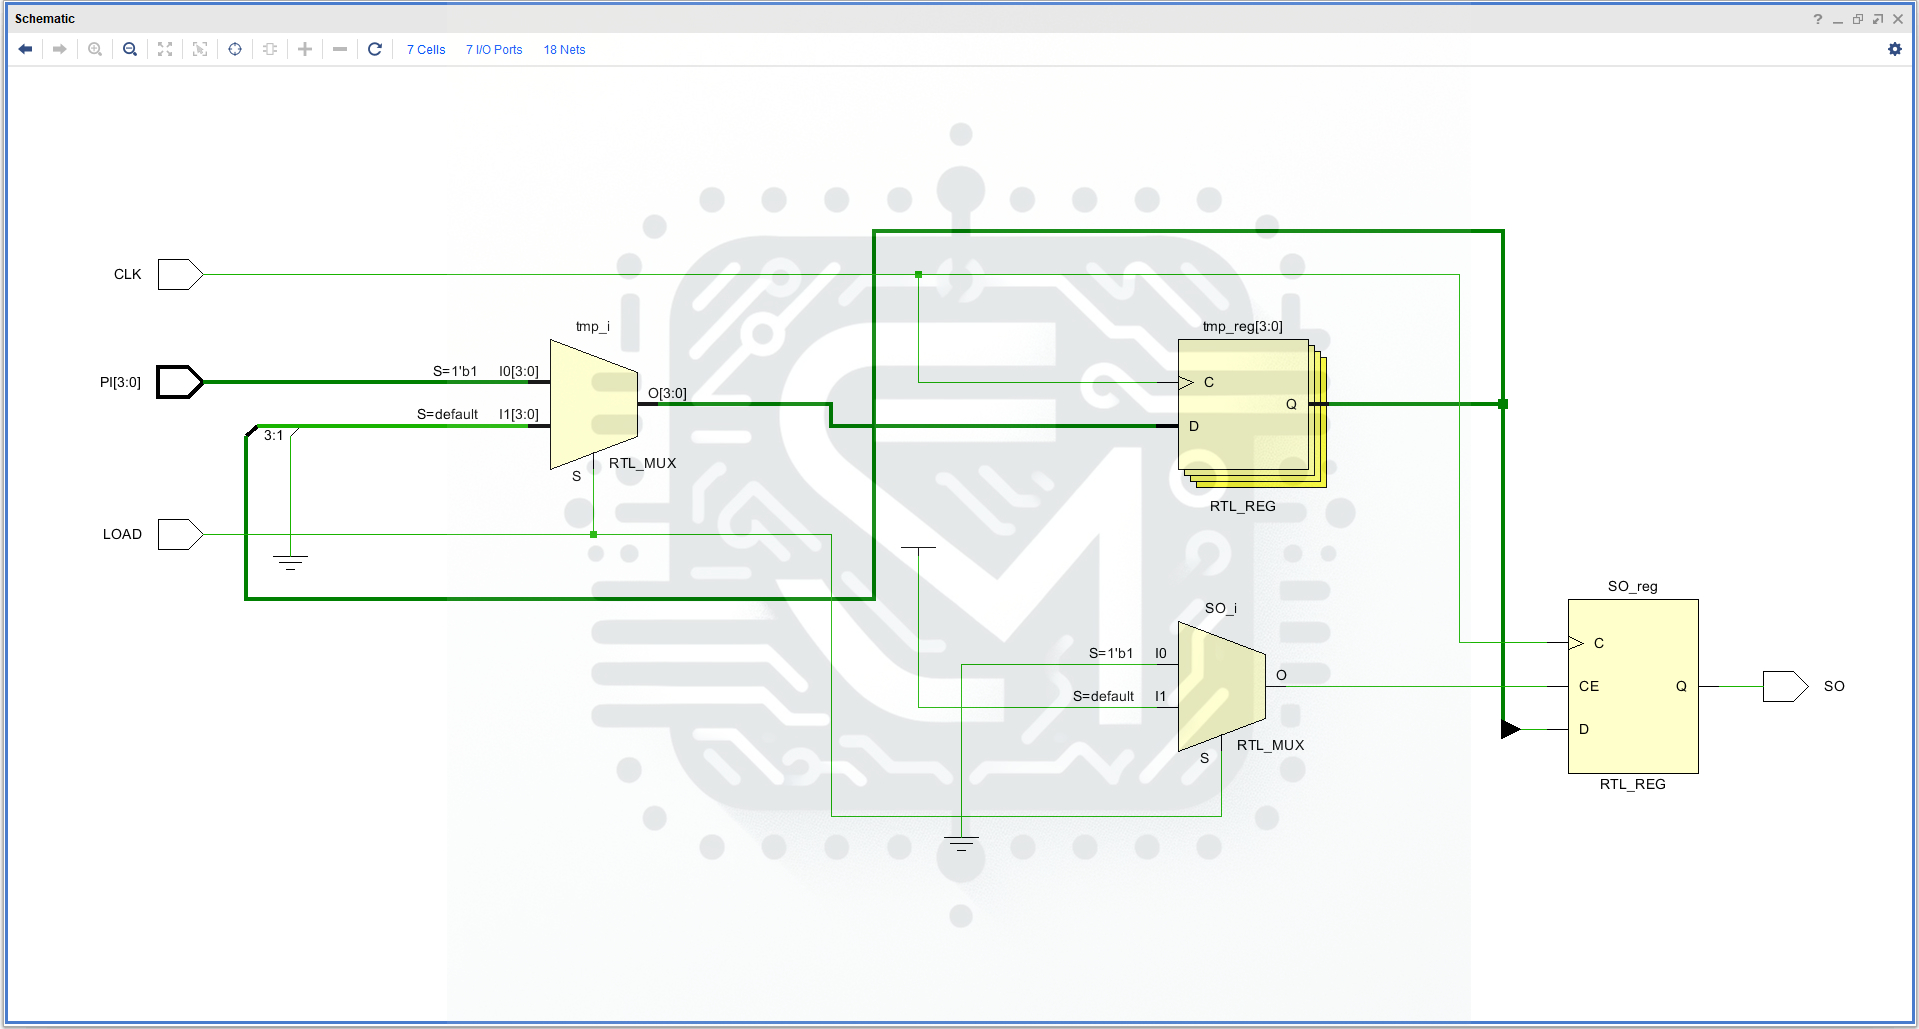 Schematic
?
7 Cells 7 I/O Ports 18 Nets
CLK
tmp_i
tmp_reg[3:0]
PI[3:0]
S=1'b1 I0[3:0]
O[3:0]
C
Q
S=default I1[3:0]
3:1
D
RTL_MUX
S
RTL_REG
LOAD
SO_reg
SO_i
S=1'b1 I0
C
O
CE Q SO
S=default I1
D
RTL_MUX
S
RTL_REG